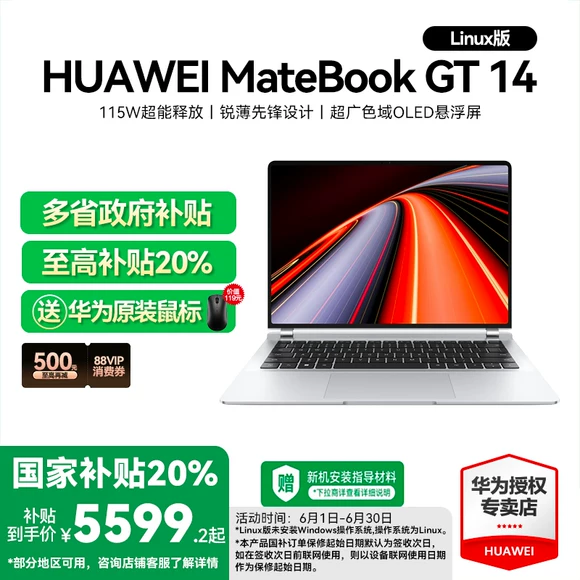 Linux版
HUAWEI MateBook GT 14
115W超能释放丨锐薄先锋设计丨超广色域OLED悬浮屏
多省政府补贴
至高补贴20%
送 华为原装鼠标 价值119元
500元
至高再减
88VIP
消费券
国家补贴20%
补贴
到手价 ¥5599.2起
*部分地区可用，咨询店铺客服了解详情
赠 新机安装指导材料
*下拉商详查看详细说明
活动时间：6月1日-6月30日
*Linux版未安装Windows操作系统,操作系统为Linux。
*本产品国补订单保修起始日期默认为签收次日，
如在签收次日前联网使用，则以设备联网使用日期
作为保修起始日期。
华为授权
专卖店
HUAWEI